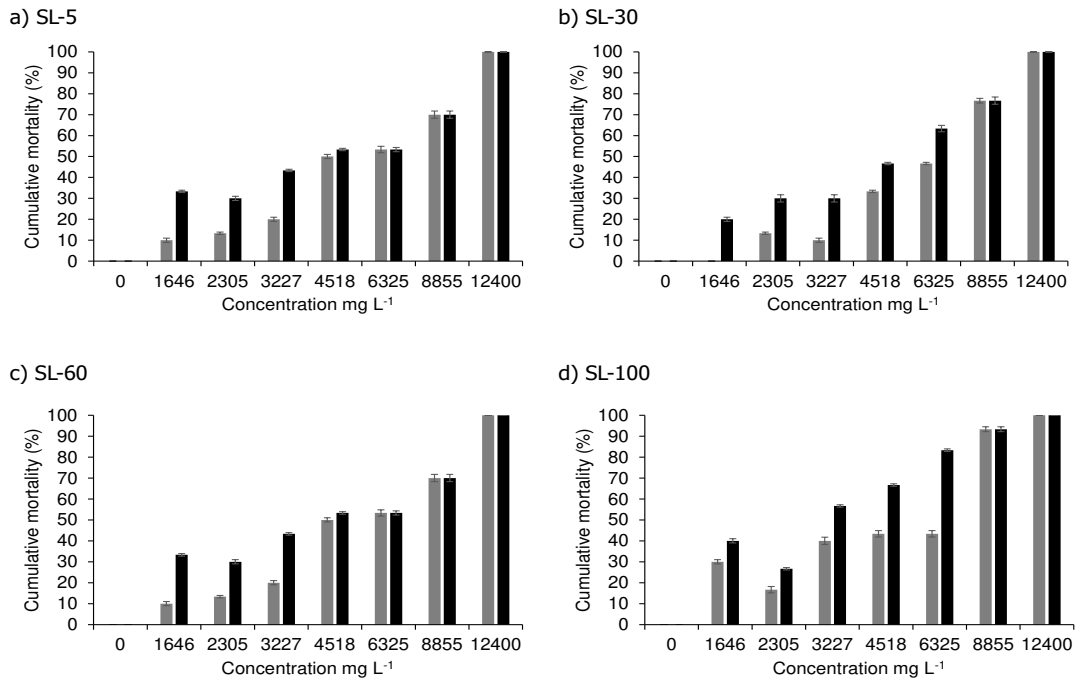 a) SL-5
Cumulative mortality (%)
100
90
80
70
60
50
40
30
20
10
0
0 1646 2305 3227 4518 6325 8855 12400
Concentration mg L⁻¹
b) SL-30
Cumulative mortality (%)
100
90
80
70
60
50
40
30
20
10
0
0 1646 2305 3227 4518 6325 8855 12400
Concentration mg L⁻¹
c) SL-60
Cumulative mortality (%)
100
90
80
70
60
50
40
30
20
10
0
0 1646 2305 3227 4518 6325 8855 12400
Concentration mg L⁻¹
d) SL-100
Cumulative mortality (%)
100
90
80
70
60
50
40
30
20
10
0
0 1646 2305 3227 4518 6325 8855 12400
Concentration mg L⁻¹